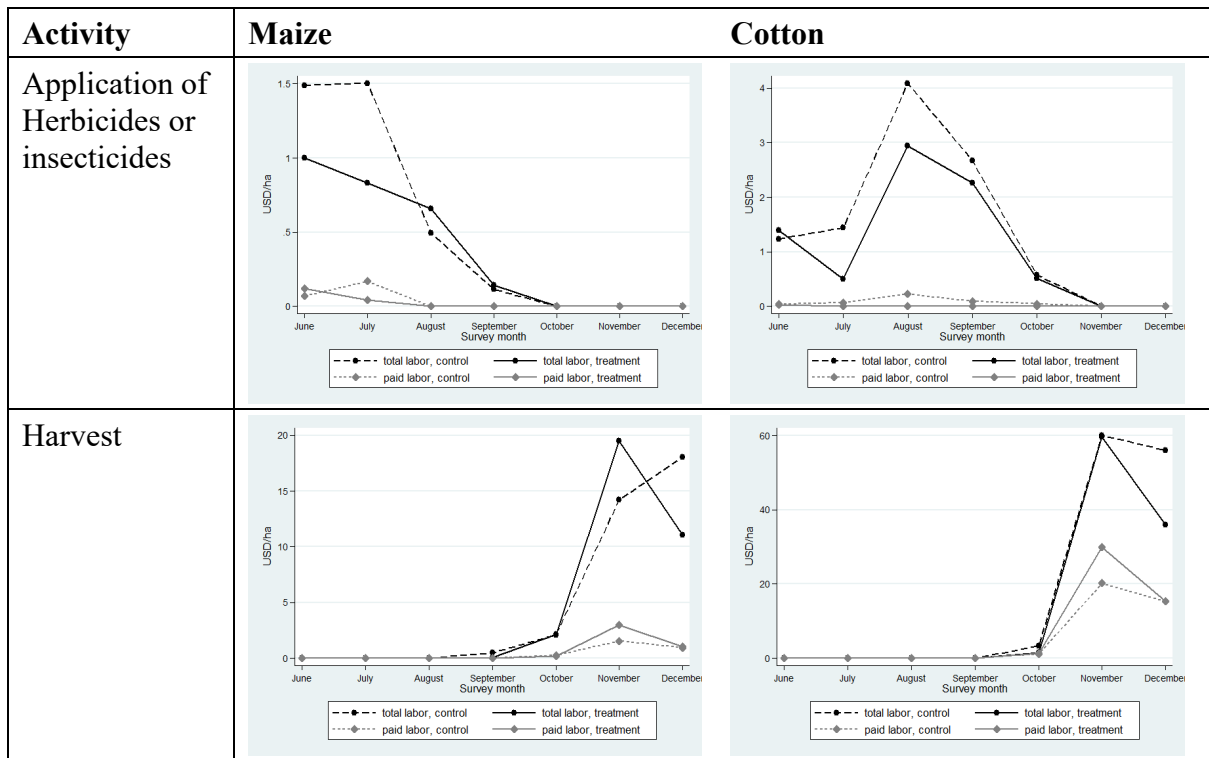 Activity Maize Cotton
Application of
Herbicides or
insecticides
1.5
1
.5
0
USD/ha
June July August September October November December
Survey month
total labor, control total labor, treatment
paid labor, control paid labor, treatment
4
3
2
1
0
USD/ha
June July August September October November December
Survey month
total labor, control total labor, treatment
paid labor, control paid labor, treatment
Harvest
20
15
10
5
0
USD/ha
June July August September October November December
Survey month
total labor, control total labor, treatment
paid labor, control paid labor, treatment
60
40
20
0
USD/ha
June July August September October November December
Survey month
total labor, control total labor, treatment
paid labor, control paid labor, treatment